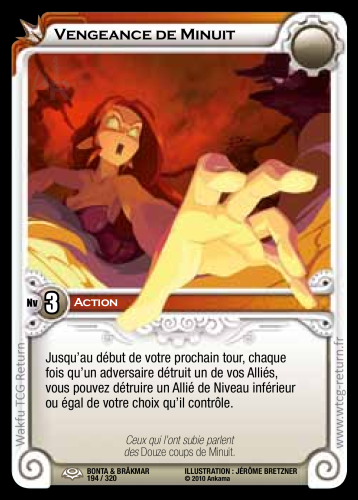 Vengeance de Minuit
Nv 3 Action
Jusqu'au début de votre prochain tour, chaque
fois qu'un adversaire détruit un de vos Alliés,
vous pouvez détruire un Allié de Niveau inférieur
ou égal de votre choix qu'il contrôle.
Ceux qui l'ont subie parlent
des Douze coups de Minuit.
BONTA & BRÂKMAR
194 / 320
ILLUSTRATION : JÉRÔME BRETZNER
© 2010 Ankama
Wakfu TCG Return
www.wtcg-return.fr